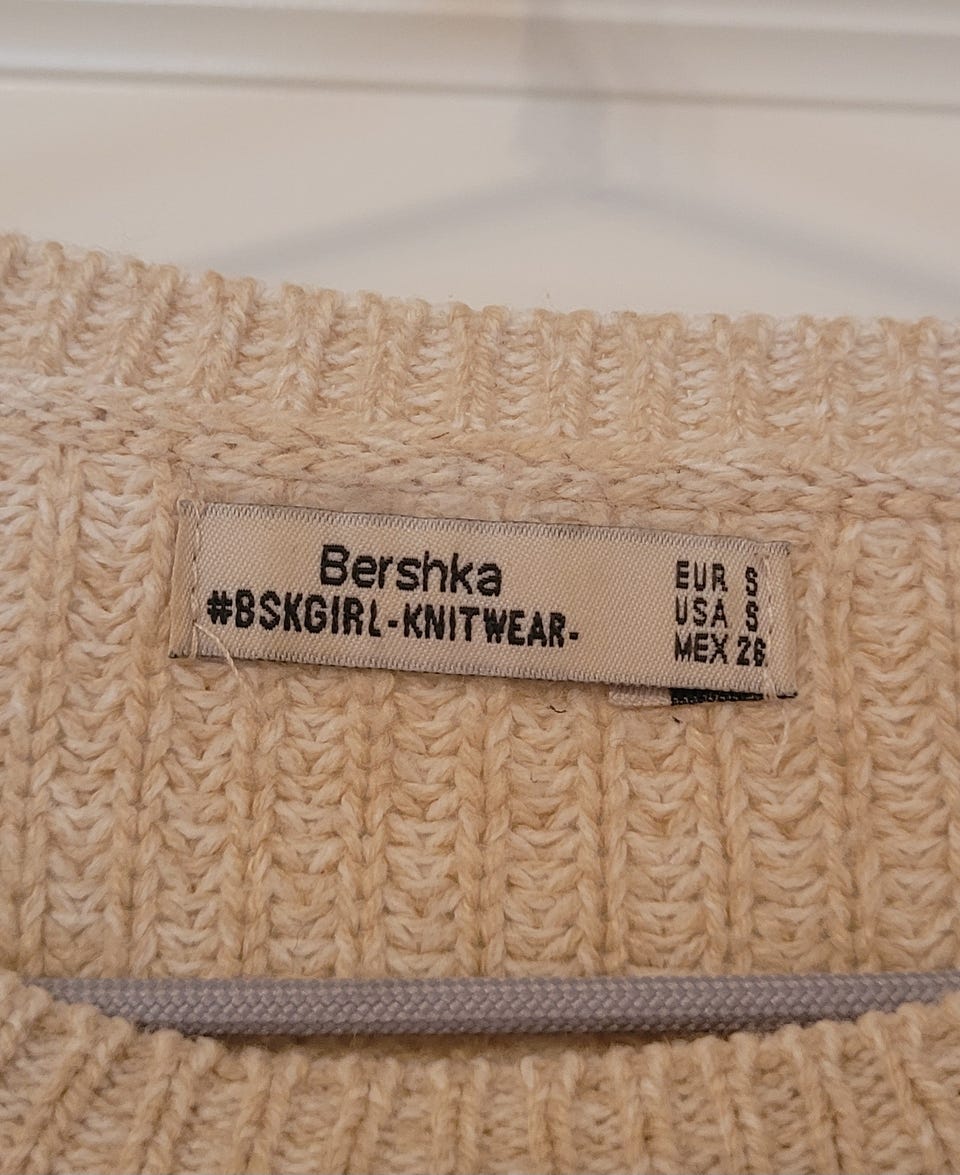 Bershka
#BSKGIRL-KNITWEAR-
EUR S
USA S
MEX 26